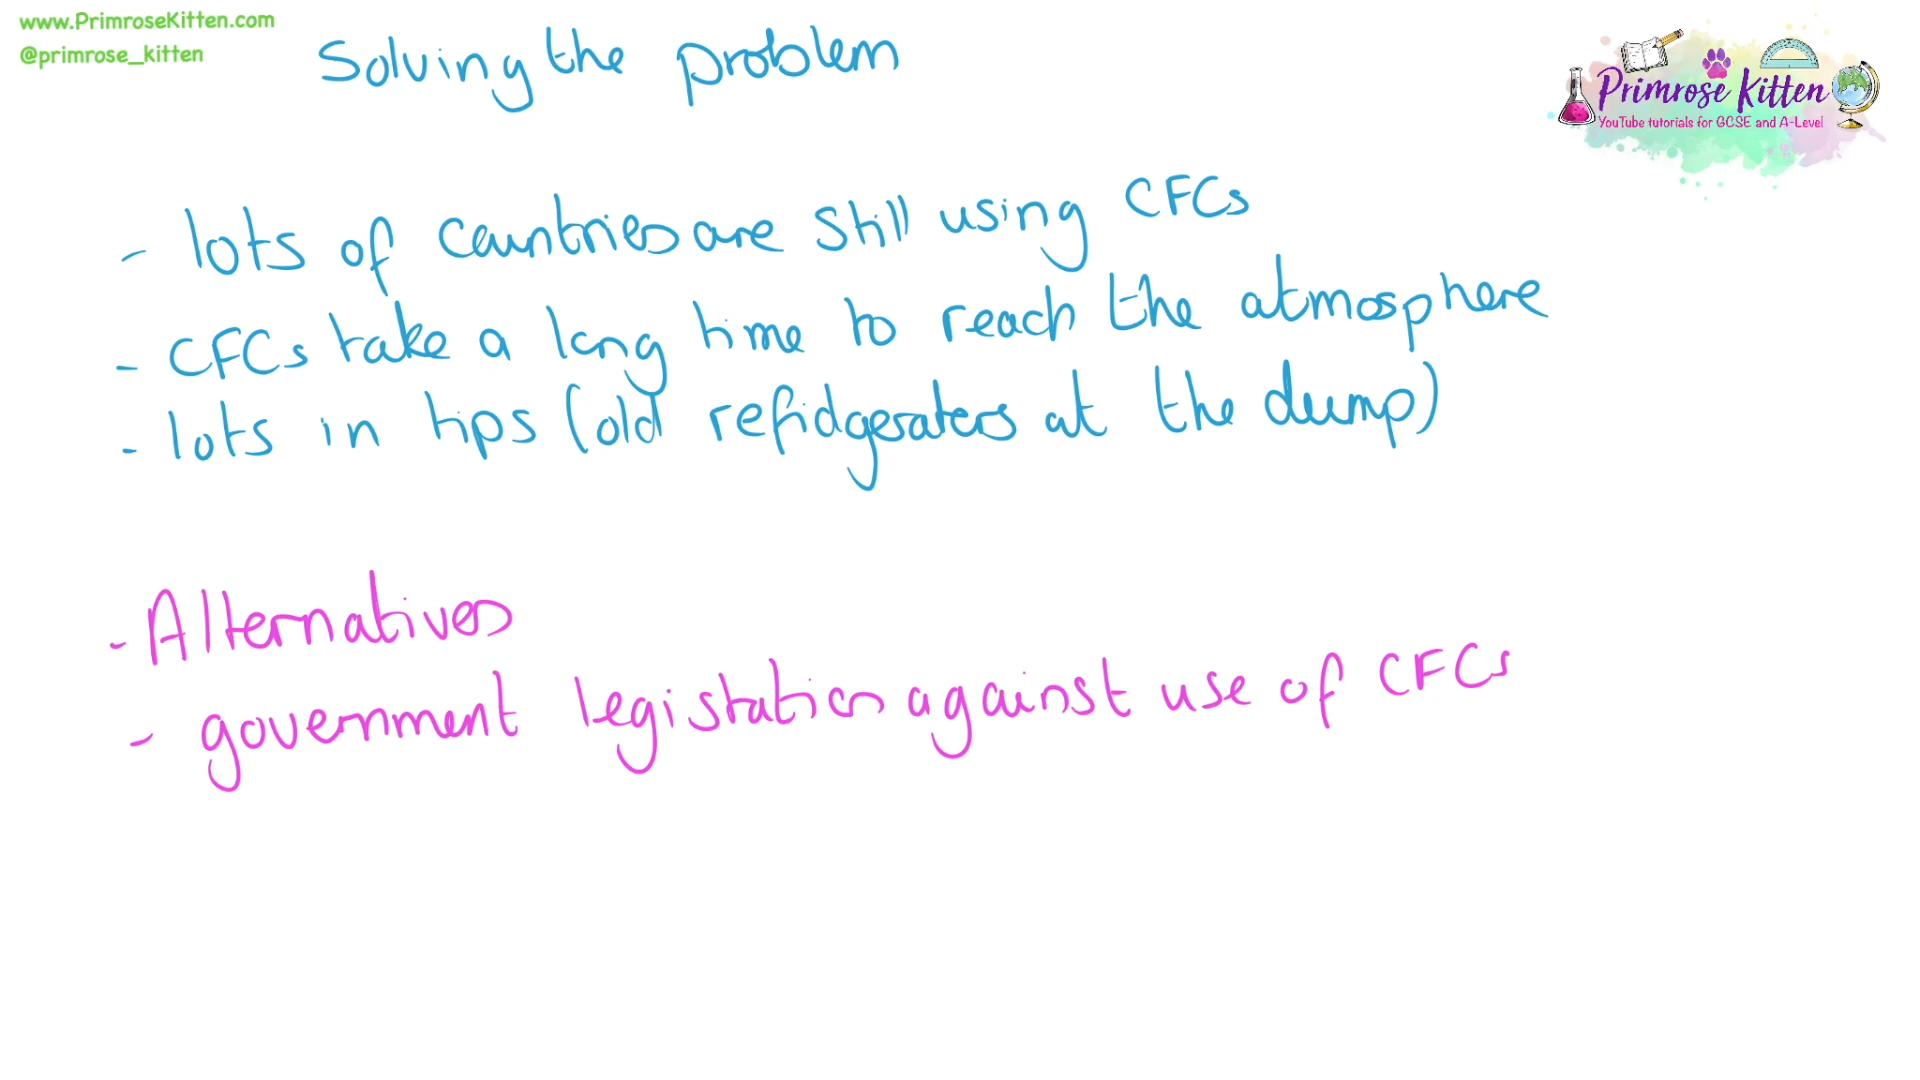 www.PrimroseKitten.com
@primrose_kitten
Solving the problem
Primrose Kitten
YouTube tutorials for GCSE and A-Level
- lots of countries are still using CFCs
- CFCs take a long time to reach the atmosphere
- lots in tips (old refidgeraters at the dump)
- Alternatives
- government legistation against use of CFCs